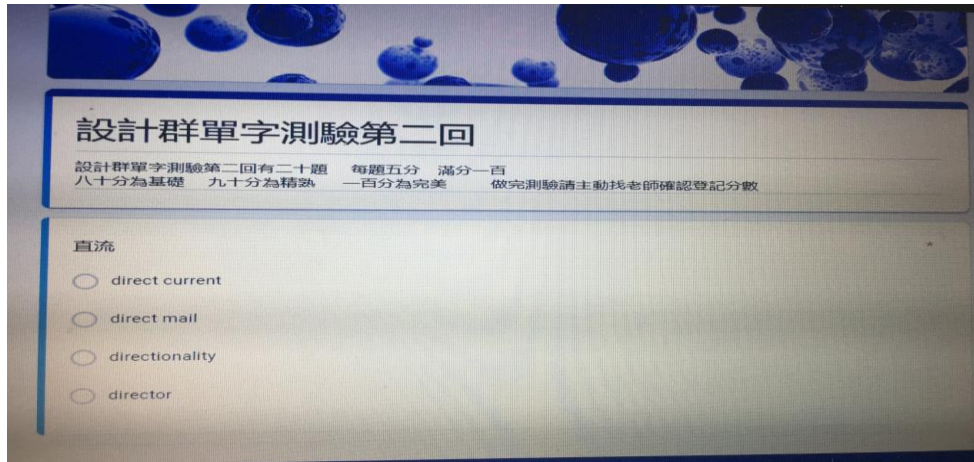 設計群單字測驗第二回
設計群單字測驗第二回有二十題 每題五分 滿分一百
八十分為基礎 九十分為精熟 一百分為完美 做完測驗請主動找老師確認登記分數
直流 *
direct current
direct mail
directionality
director